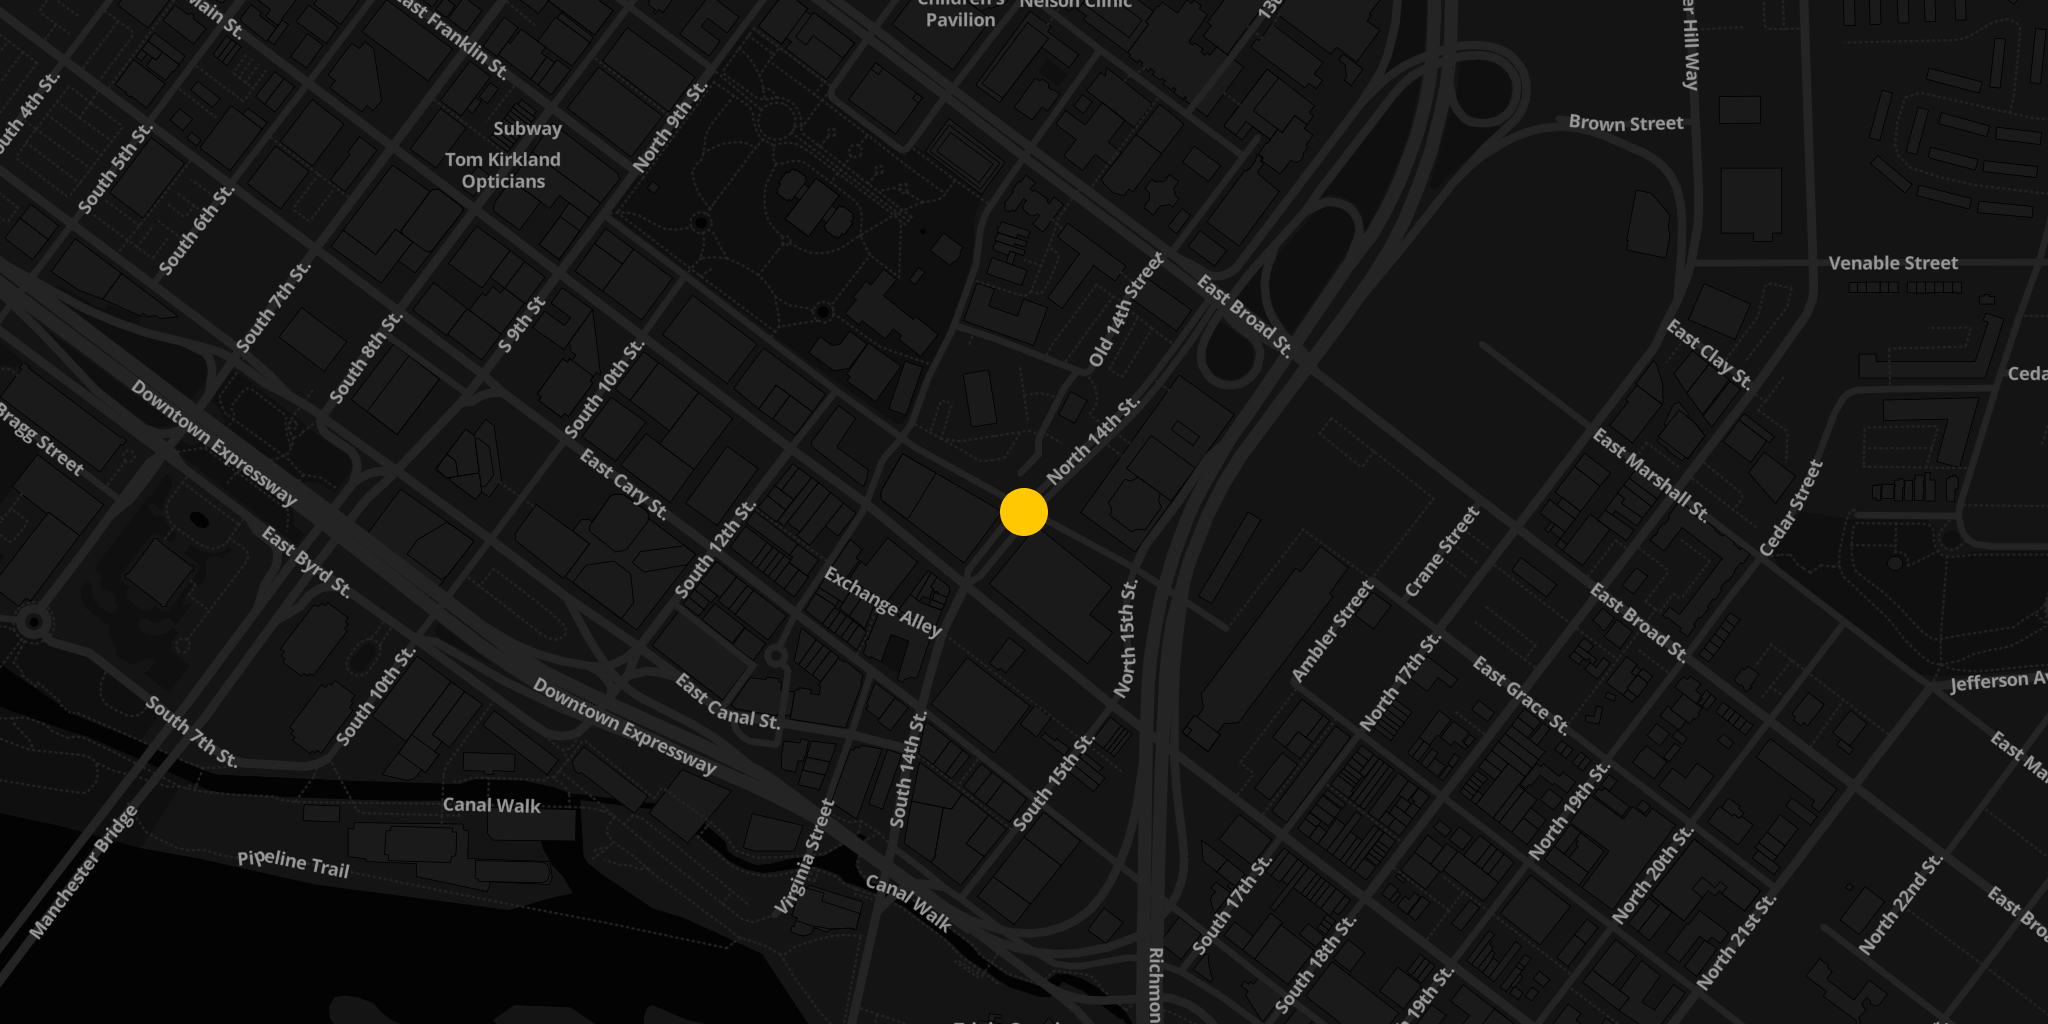 Children's
Pavilion
Nelson Clinic
Main St.
East Franklin St.
North 9th St.
South 4th St.
South 5th St.
South 6th St.
South 7th St.
South 8th St.
S 9th St
South 10th St.
Subway
Tom Kirkland
Opticians
Brown Street
Venable Street
East Clay St.
East Broad St.
Old 14th Street
North 14th St.
East Marshall St.
Cedar Street
Crane Street
Ambler Street
Downtown Expressway
Bragg Street
East Byrd St.
East Cary St.
South 12th St.
Exchange Alley
North 15th St.
North 17th St.
East Grace St.
East Broad St.
Jefferson Av
South 10th St.
South 7th St.
Downtown Expressway
East Canal St.
South 14th St.
South 15th St.
Virginia Street
Canal Walk
Canal Walk
Pipeline Trail
Manchester Bridge
North 19th St.
North 20th St.
North 21st St.
North 22nd St.
South 17th St.
South 18th St.
19th St.
East Ma
East Bro
Richmon
Hill Way
Ceda